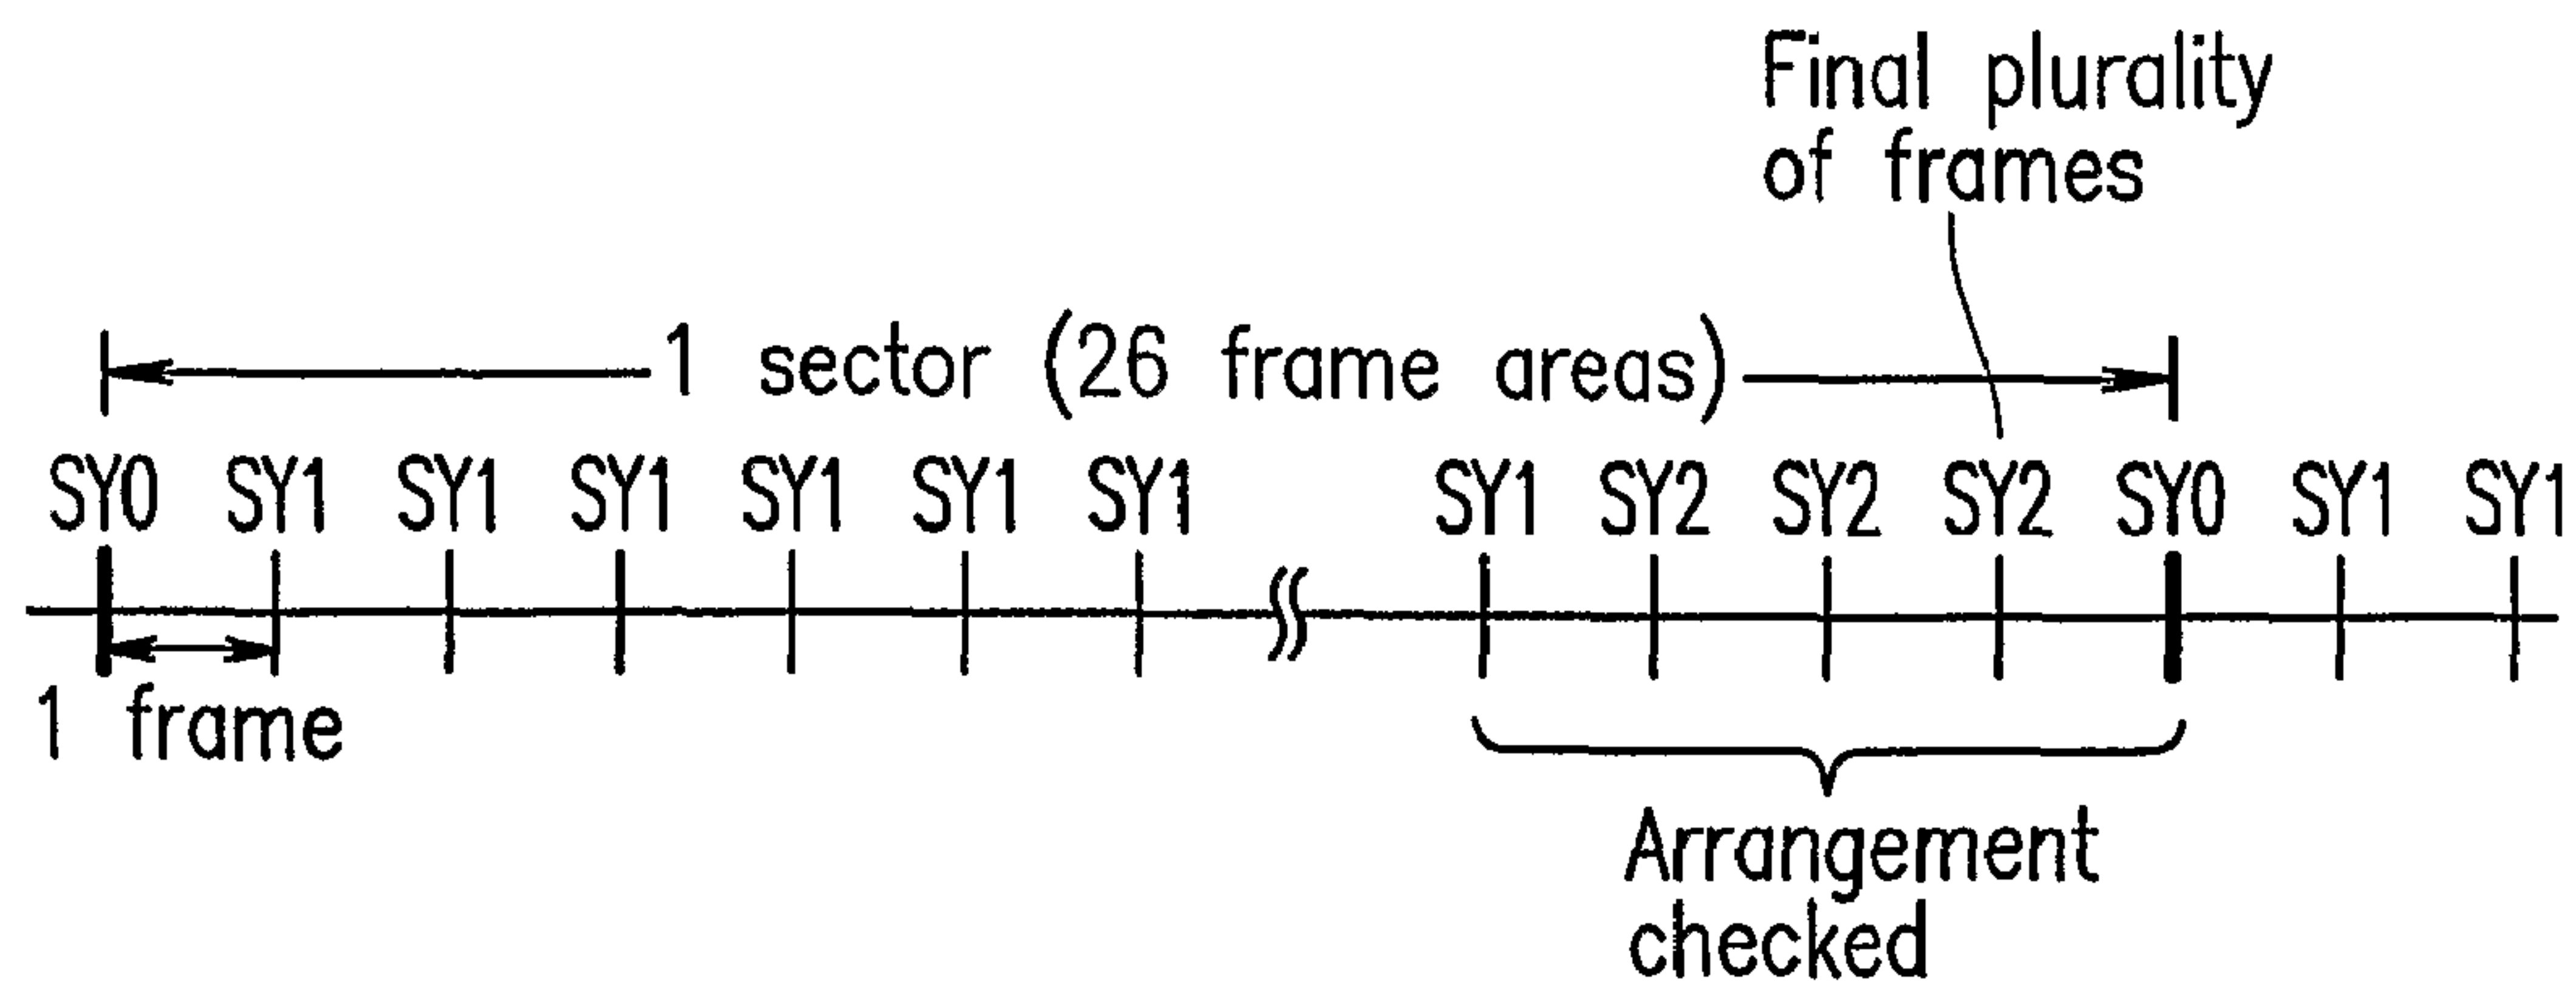 Final plurality
of frames
1 sector (26 frame areas)
SY0 SY1 SY1 SY1 SY1 SY1 SY1 SY1 SY2 SY2 SY2 SY0 SY1 SY1
1 frame
Arrangement
checked